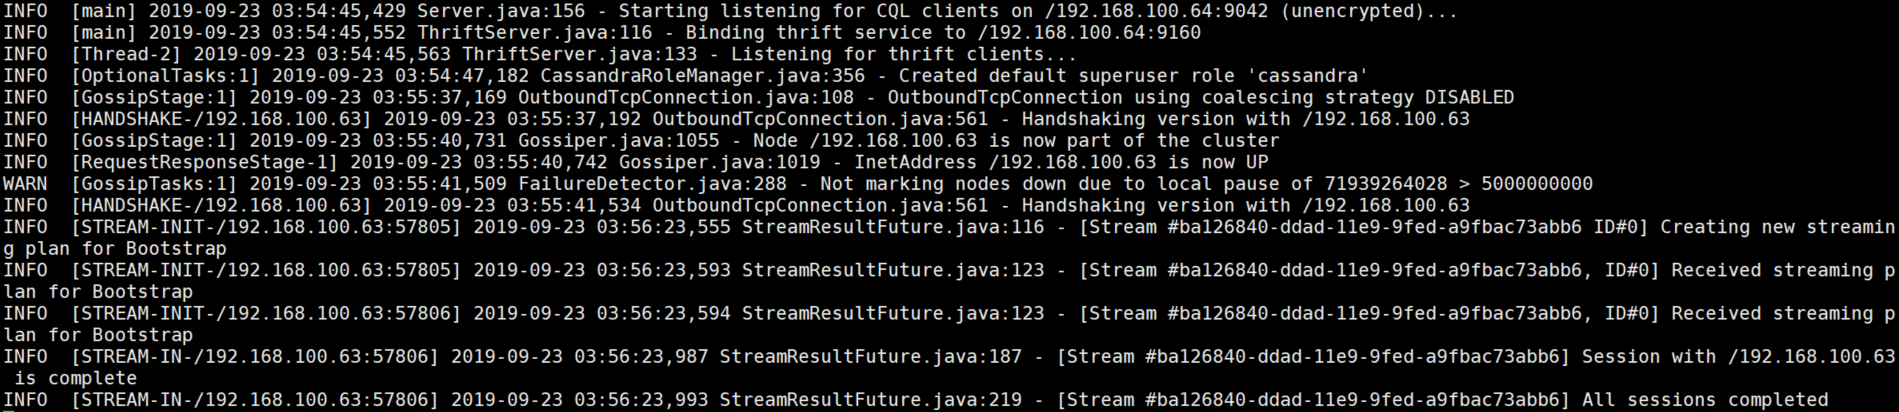 INFO  [main] 2019-09-23 03:54:45,429 Server.java:156 - Starting listening for CQL clients on /192.168.100.64:9042 (unencrypted)...
INFO  [main] 2019-09-23 03:54:45,552 ThriftServer.java:116 - Binding thrift service to /192.168.100.64:9160
INFO  [Thread-2] 2019-09-23 03:54:45,563 ThriftServer.java:133 - Listening for thrift clients...
INFO  [OptionalTasks:1] 2019-09-23 03:54:47,182 CassandraRoleManager.java:356 - Created default superuser role 'cassandra'
INFO  [GossipStage:1] 2019-09-23 03:55:37,169 OutboundTcpConnection.java:108 - OutboundTcpConnection using coalescing strategy DISABLED
INFO  [HANDSHAKE-/192.168.100.63] 2019-09-23 03:55:37,192 OutboundTcpConnection.java:561 - Handshaking version with /192.168.100.63
INFO  [GossipStage:1] 2019-09-23 03:55:40,731 Gossiper.java:1055 - Node /192.168.100.63 is now part of the cluster
INFO  [RequestResponseStage-1] 2019-09-23 03:55:40,742 Gossiper.java:1019 - InetAddress /192.168.100.63 is now UP
WARN  [GossipTasks:1] 2019-09-23 03:55:41,509 FailureDetector.java:288 - Not marking nodes down due to local pause of 71939264028 > 5000000000
INFO  [HANDSHAKE-/192.168.100.63] 2019-09-23 03:55:41,534 OutboundTcpConnection.java:561 - Handshaking version with /192.168.100.63
INFO  [STREAM-INIT-/192.168.100.63:57805] 2019-09-23 03:56:23,555 StreamResultFuture.java:116 - [Stream #ba126840-ddad-11e9-9fed-a9fbac73abb6 ID#0] Creating new streamin
g plan for Bootstrap
INFO  [STREAM-INIT-/192.168.100.63:57805] 2019-09-23 03:56:23,593 StreamResultFuture.java:123 - [Stream #ba126840-ddad-11e9-9fed-a9fbac73abb6, ID#0] Received streaming p
lan for Bootstrap
INFO  [STREAM-INIT-/192.168.100.63:57806] 2019-09-23 03:56:23,594 StreamResultFuture.java:123 - [Stream #ba126840-ddad-11e9-9fed-a9fbac73abb6, ID#0] Received streaming p
lan for Bootstrap
INFO  [STREAM-IN-/192.168.100.63:57806] 2019-09-23 03:56:23,987 StreamResultFuture.java:187 - [Stream #ba126840-ddad-11e9-9fed-a9fbac73abb6] Session with /192.168.100.63
 is complete
INFO  [STREAM-IN-/192.168.100.63:57806] 2019-09-23 03:56:23,993 StreamResultFuture.java:219 - [Stream #ba126840-ddad-11e9-9fed-a9fbac73abb6] All sessions completed